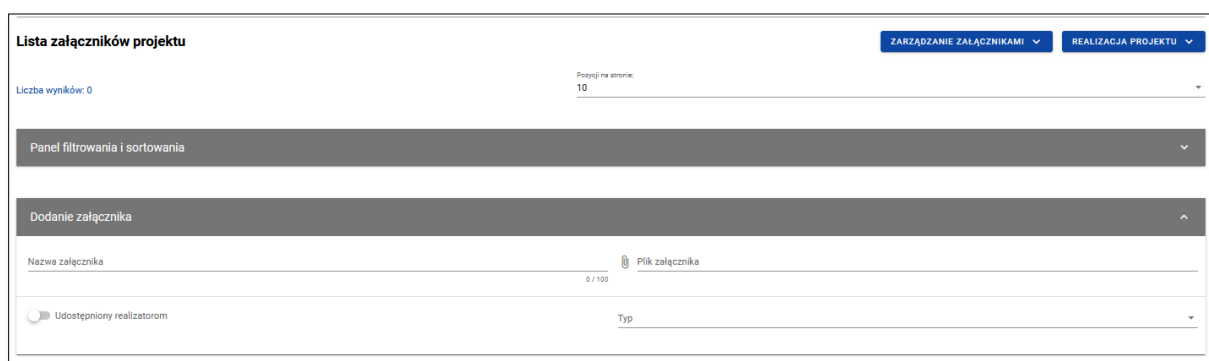 Lista załączników projektu
ZARZĄDZANIE ZAŁĄCZNIKAMI
REALIZACJA PROJEKTU
Liczba wyników: 0
Pozycji na stronie:
10
Panel filtrowania i sortowania
Dodanie załącznika
Nazwa załącznika
0 / 100
Plik załącznika
Udostępniony realizatorom
Typ